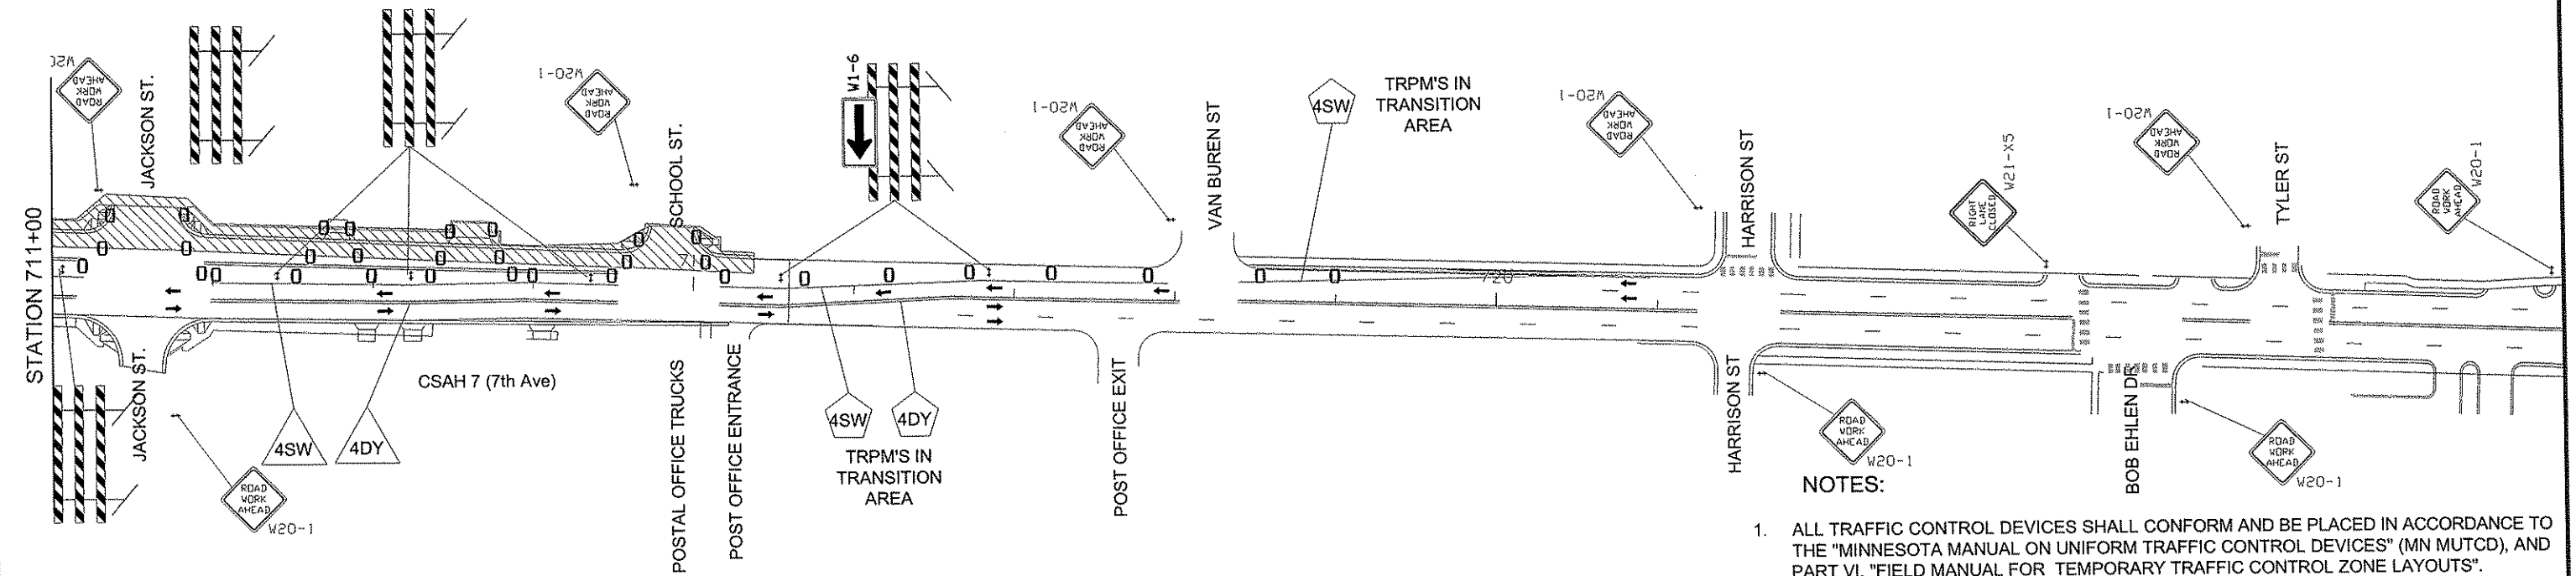 STATION 711+00
W20
ROAD
WORK
AHEAD
JACKSON ST.
W20-1
ROAD
WORK
AHEAD
SCHOOL ST.
W1-6
W20-1
ROAD
WORK
AHEAD
VAN BUREN ST
4SW
TRPM'S IN
TRANSITION
AREA
W20-1
ROAD
WORK
AHEAD
HARRISON ST
RIGHT
LANE
CLOSED
W21-X5
W20-1
ROAD
WORK
AHEAD
TYLER ST
ROAD
WORK
AHEAD
W20-1
720
JACKSON ST.
ROAD
WORK
AHEAD
W20-1
4SW
4DY
CSAH 7 (7th Ave)
POSTAL OFFICE TRUCKS
POST OFFICE ENTRANCE
4SW
4DY
TRPM'S IN
TRANSITION
AREA
POST OFFICE EXIT
HARRISON ST
ROAD
WORK
AHEAD
W20-1
BOB EHLEN DR
ROAD
WORK
AHEAD
W20-1
NOTES:
1. ALL TRAFFIC CONTROL DEVICES SHALL CONFORM AND BE PLACED IN ACCORDANCE TO
THE "MINNESOTA MANUAL ON UNIFORM TRAFFIC CONTROL DEVICES" (MN MUTCD), AND
PART VI, "FIELD MANUAL FOR TEMPORARY TRAFFIC CONTROL ZONE LAYOUTS".